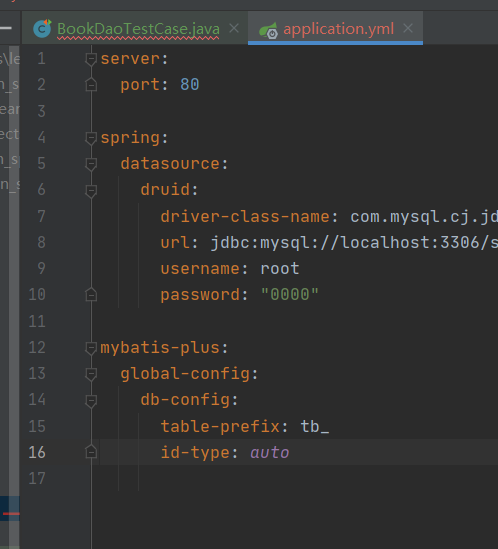 BookDaoTestCase.java
application.yml
1 server:
2 port: 80
3
4 spring:
5 datasource:
6 druid:
7 driver-class-name: com.mysql.cj.jd
8 url: jdbc:mysql://localhost:3306/s
9 username: root
10 password: "0000"
11
12 mybatis-plus:
13 global-config:
14 db-config:
15 table-prefix: tb_
16 id-type: auto
17